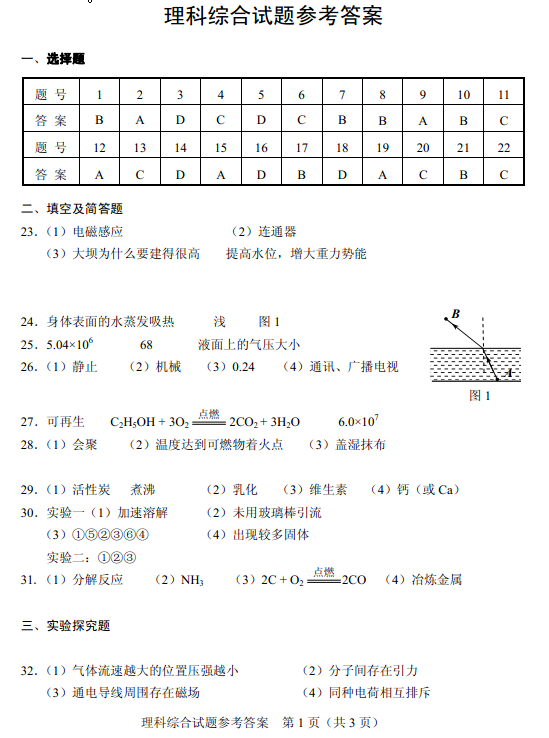 理科综合试题参考答案
一、选择题
题 号 1 2 3 4 5 6 7 8 9 10 11
答 案 B A D C D C B B A B C
题 号 12 13 14 15 16 17 18 19 20 21 22
答 案 A C D A D B D A C B C
二、填空及简答题
23．（1）电磁感应 （2）连通器
（3）大坝为什么要建得很高 提高水位，增大重力势能
24．身体表面的水蒸发吸热 浅 图 1
25．5.04×10⁶ 68 液面上的气压大小
26．（1）静止 （2）机械 （3）0.24 （4）通讯、广播电视
B
A
图 1
27．可再生 C₂H₅OH + 3O₂ 点燃 2CO₂ + 3H₂O 6.0×10⁷
28．（1）会聚 （2）温度达到可燃物着火点 （3）盖湿抹布
29．（1）活性炭 煮沸 （2）乳化 （3）维生素 （4）钙（或 Ca）
30．实验一（1）加速溶解 （2）未用玻璃棒引流
（3）①⑤②③⑥④ （4）出现较多固体
实验二：①②③
31．（1）分解反应 （2）NH₃ （3）2C + O₂ 点燃 2CO （4）冶炼金属
三、实验探究题
32．（1）气体流速越大的位置压强越小 （2）分子间存在引力
（3）通电导线周围存在磁场 （4）同种电荷相互排斥
理科综合试题参考答案 第 1 页（共 3 页）